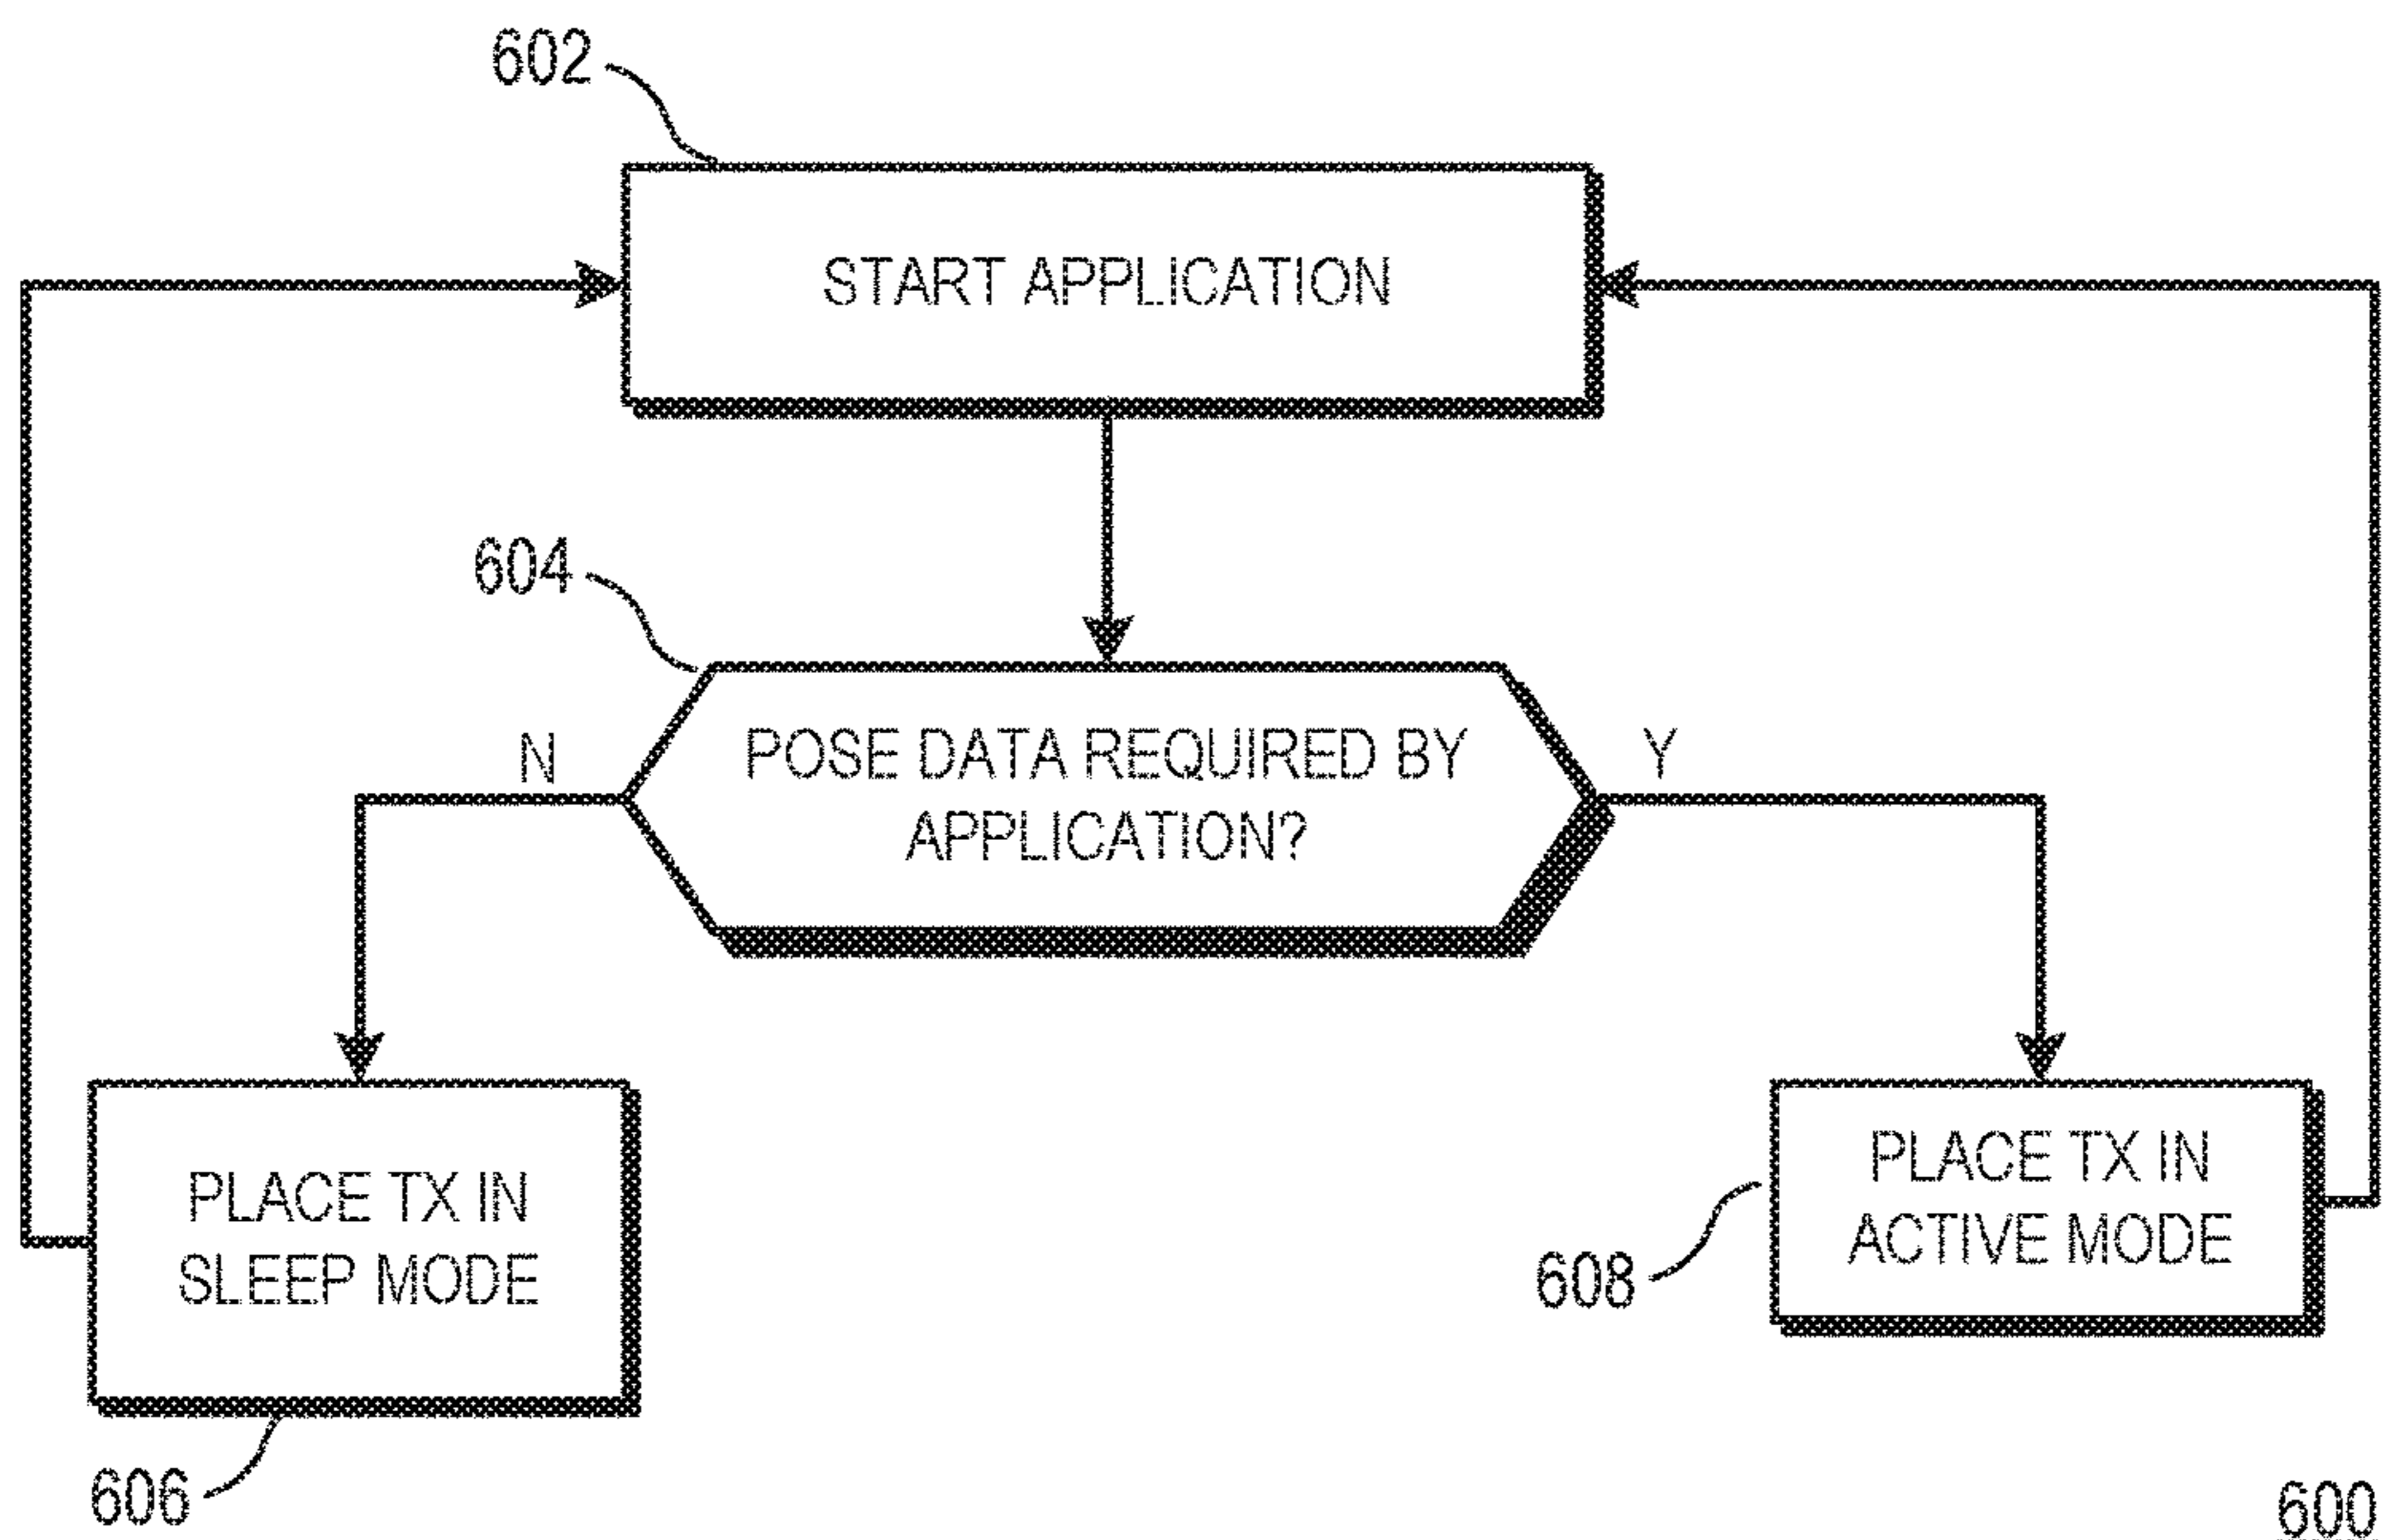 602
START APPLICATION
604
N
POSE DATA REQUIRED BY
APPLICATION?
Y
PLACE TX IN
SLEEP MODE
606
PLACE TX IN
ACTIVE MODE
608
600